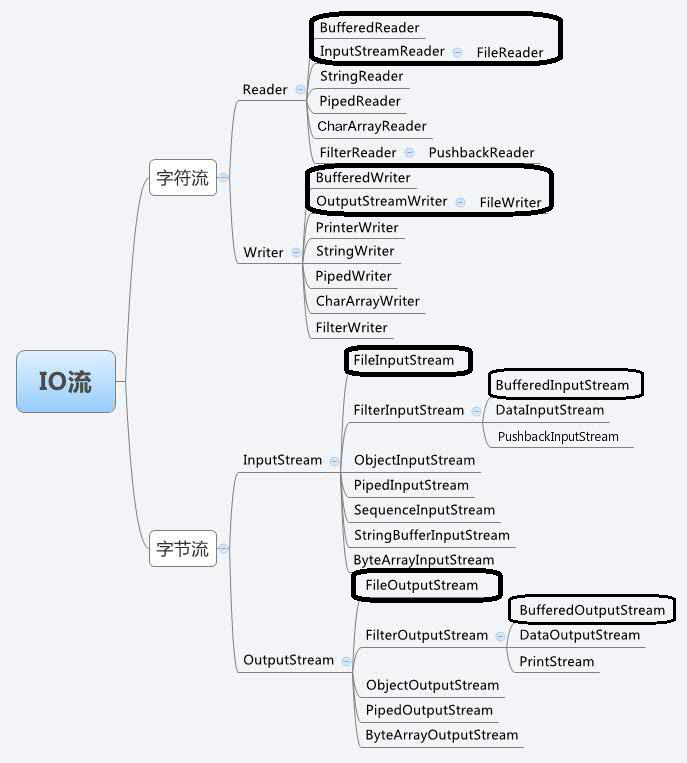 BufferedReader
InputStreamReader FileReader
StringReader
Reader
PipedReader
CharArrayReader
FilterReader PushbackReader
字符流
BufferedWriter
OutputStreamWriter FileWriter
PrinterWriter
Writer
StringWriter
PipedWriter
CharArrayWriter
FilterWriter
IO流
FileInputStream
BufferedInputStream
FilterInputStream
DataInputStream
PushbackInputStream
InputStream
ObjectInputStream
PipedInputStream
SequenceInputStream
StringBufferInputStream
ByteArrayInputStream
字节流
FileOutputStream
BufferedOutputStream
FilterOutputStream
DataOutputStream
PrintStream
OutputStream
ObjectOutputStream
PipedOutputStream
ByteArrayOutputStream